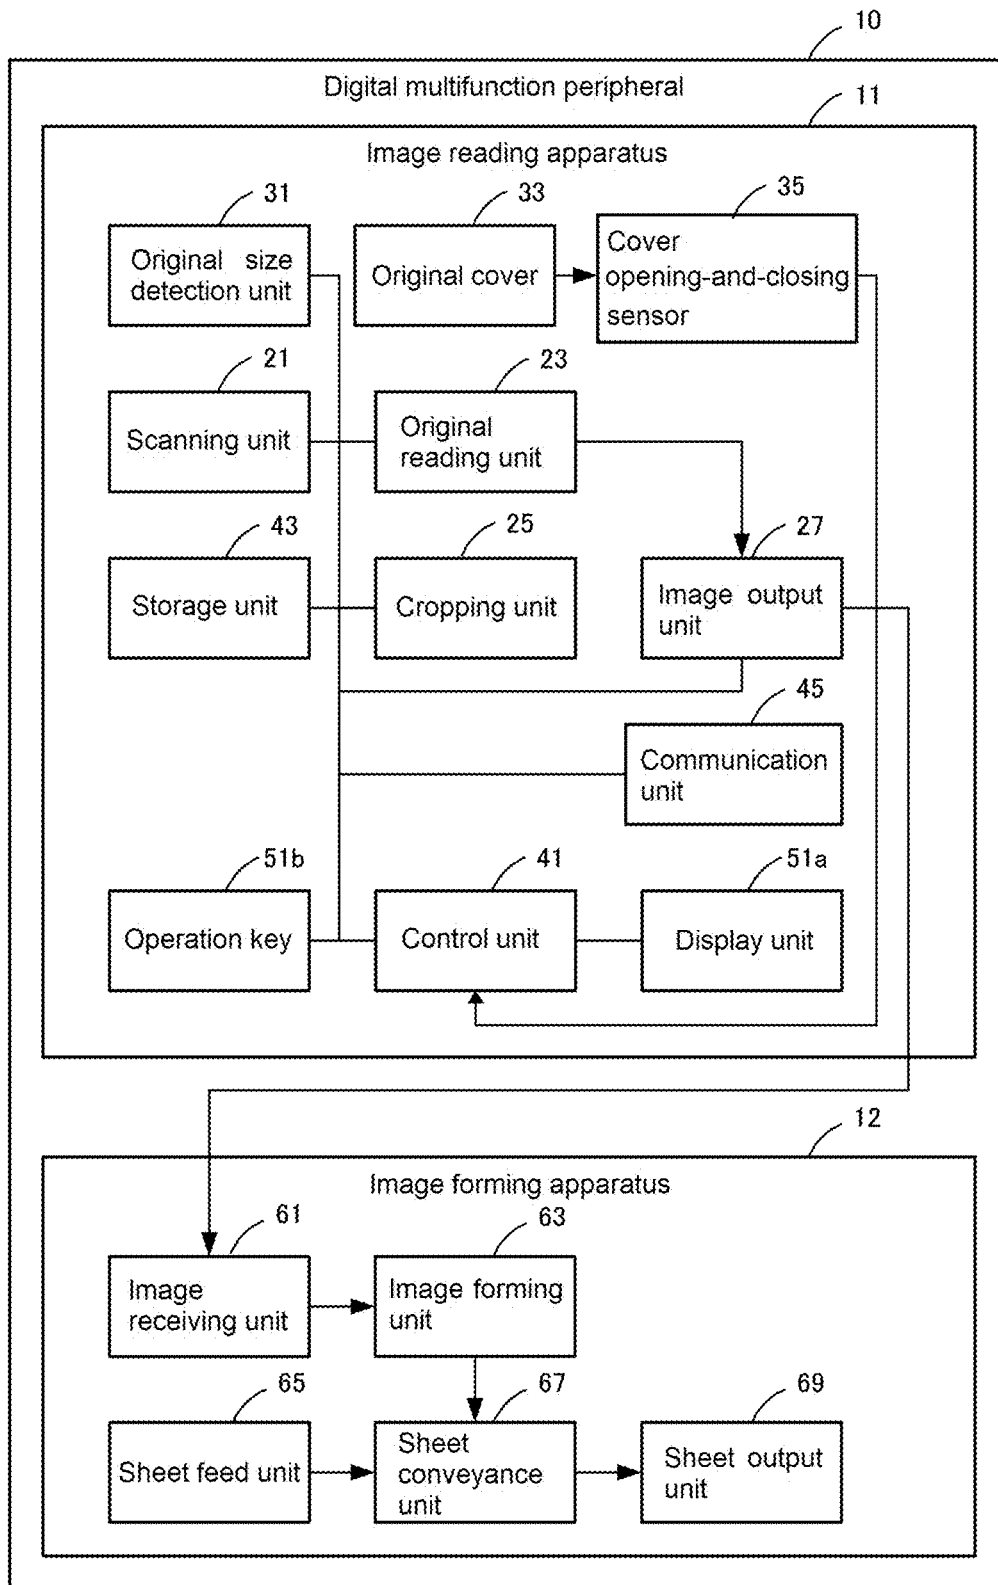 10
Digital multifunction peripheral
11
Image reading apparatus
31
33
35
Original size
detection unit
Original cover
Cover
opening-and-closing
sensor
21
23
Scanning unit
Original
reading unit
43
25
27
Storage unit
Cropping unit
Image output
unit
45
Communication
unit
51b
41
51a
Operation key
Control unit
Display unit
12
Image forming apparatus
61
63
Image
receiving unit
Image forming
unit
65
67
69
Sheet feed unit
Sheet
conveyance
unit
Sheet output
unit